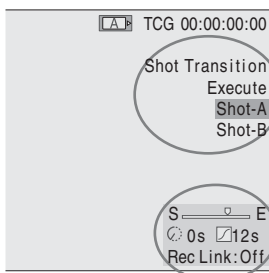 A TCG 00:00:00:00
Shot Transition
Execute
Shot-A
Shot-B
S E
0s 12s
Rec Link:Off